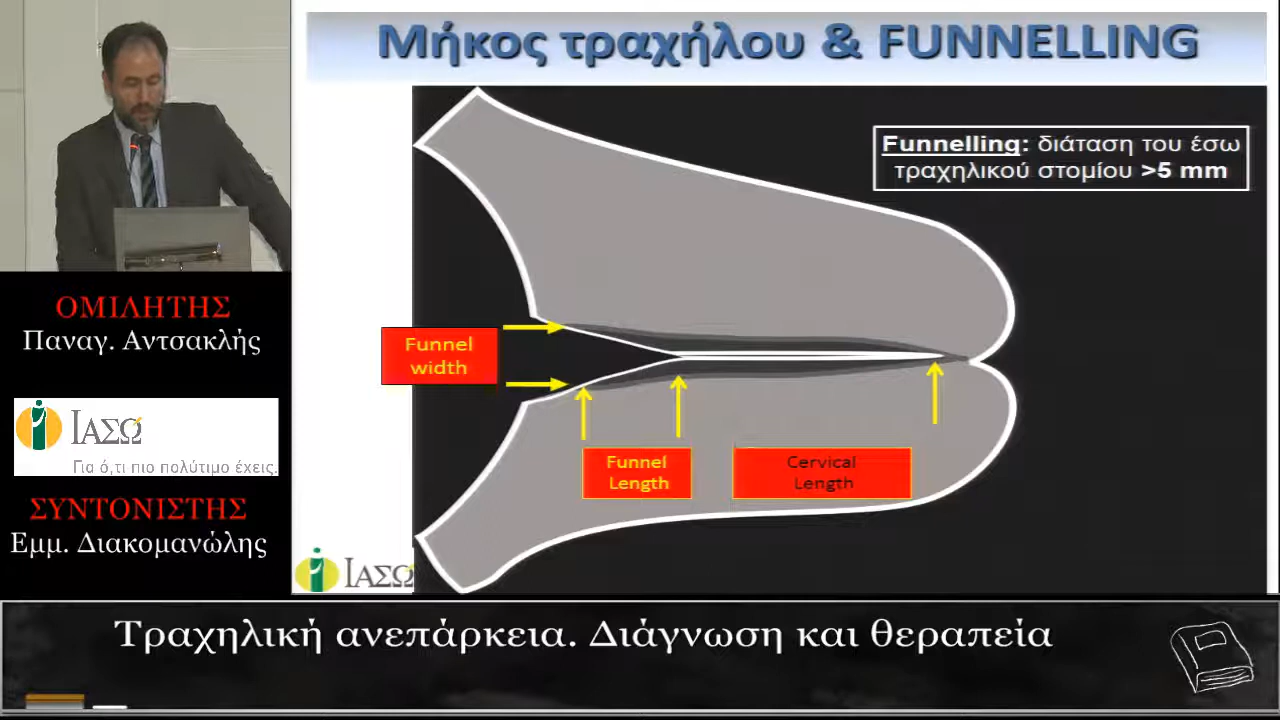 Μήκος τραχήλου & FUNNELLING
Funnelling: διάταση του έσω
τραχηλικού στομίου >5 mm
Funnel
width
Funnel
Length
Cervical
Length
ΟΜΙΛΗΤΗΣ
Παναγ. Αντσακλής
ΙΑΣΩ
Για ό,τι πιο πολύτιμο έχεις.
ΣΥΝΤΟΝΙΣΤΗΣ
Εμμ. Διακομανώλης
ΙΑΣΩ
Τραχηλική ανεπάρκεια. Διάγνωση και θεραπεία